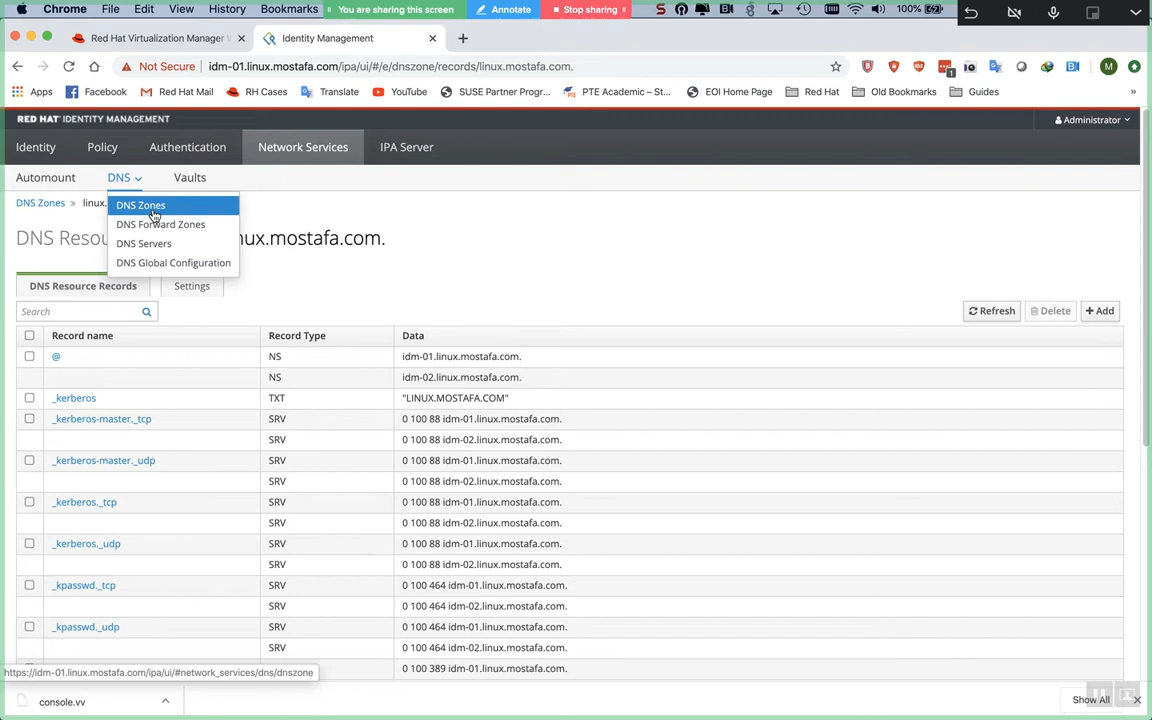 Chrome File Edit View History Bookmarks You are sharing this screen Annotate Stop sharing 100%
Red Hat Virtualization Manager Identity Management
Not Secure idm-01.linux.mostafa.com/ipa/ui/#/e/dnszone/records/linux.mostafa.com. 1 M
Apps Facebook Red Hat Mail RH Cases Translate YouTube SUSE Partner Progr... PTE Academic – St... EOI Home Page Red Hat Old Bookmarks Guides »
RED HAT IDENTITY MANAGEMENT Administrator
Identity Policy Authentication Network Services IPA Server
Automount DNS Vaults
DNS Zones » linux.
DNS Zones
DNS Forward Zones
DNS Servers
DNS Global Configuration
DNS Resou nux.mostafa.com.
DNS Resource Records Settings
Search Refresh Delete + Add
Record name Record Type Data
@ NS idm-01.linux.mostafa.com.
NS idm-02.linux.mostafa.com.
_kerberos TXT "LINUX.MOSTAFA.COM"
_kerberos-master._tcp SRV 0 100 88 idm-01.linux.mostafa.com.
SRV 0 100 88 idm-02.linux.mostafa.com.
_kerberos-master._udp SRV 0 100 88 idm-01.linux.mostafa.com.
SRV 0 100 88 idm-02.linux.mostafa.com.
_kerberos._tcp SRV 0 100 88 idm-01.linux.mostafa.com.
SRV 0 100 88 idm-02.linux.mostafa.com.
_kerberos._udp SRV 0 100 88 idm-01.linux.mostafa.com.
SRV 0 100 88 idm-02.linux.mostafa.com.
_kpasswd._tcp SRV 0 100 464 idm-01.linux.mostafa.com.
SRV 0 100 464 idm-02.linux.mostafa.com.
_kpasswd._udp SRV 0 100 464 idm-01.linux.mostafa.com.
SRV 0 100 464 idm-02.linux.mostafa.com.
0 100 389 idm-01.linux.mostafa.com.
https://idm-01.linux.mostafa.com/ipa/ui/#network_services/dns/dnszone
console.vv Show All